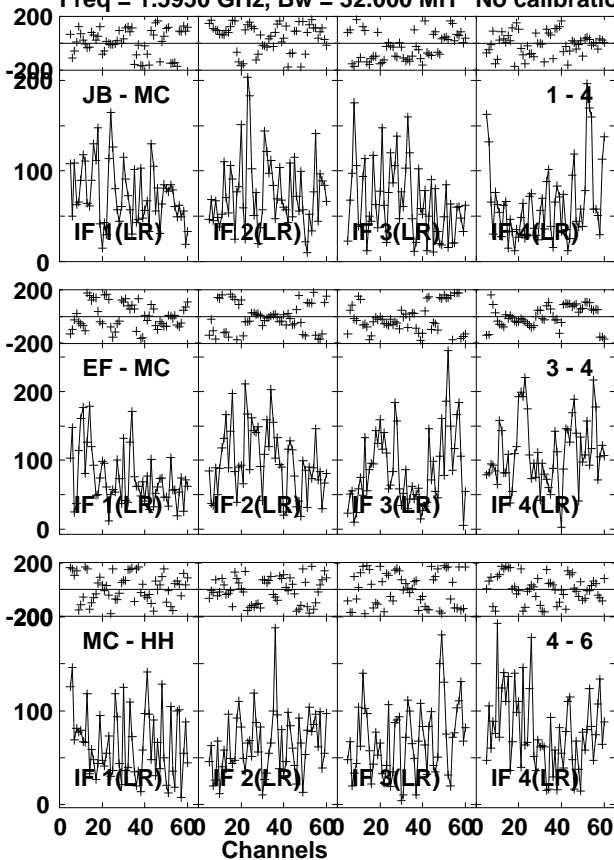 Freq = 1.5950 GHz, Bw = 32.000 MH No calibratio
200
-200
200
JB - MC
1 - 4
100
IF 1(LR) IF 2(LR) IF 3(LR) IF 4(LR)
0
200
-200
EF - MC
3 - 4
200
100
IF 1(LR) IF 2(LR) IF 3(LR) IF 4(LR)
0
200
-200
200
MC - HH
4 - 6
100
IF 1(LR) IF 2(LR) IF 3(LR) IF 4(LR)
0
0 20 40 60 0 20 40 60 0 20 40 60 0 20 40 60
Channels